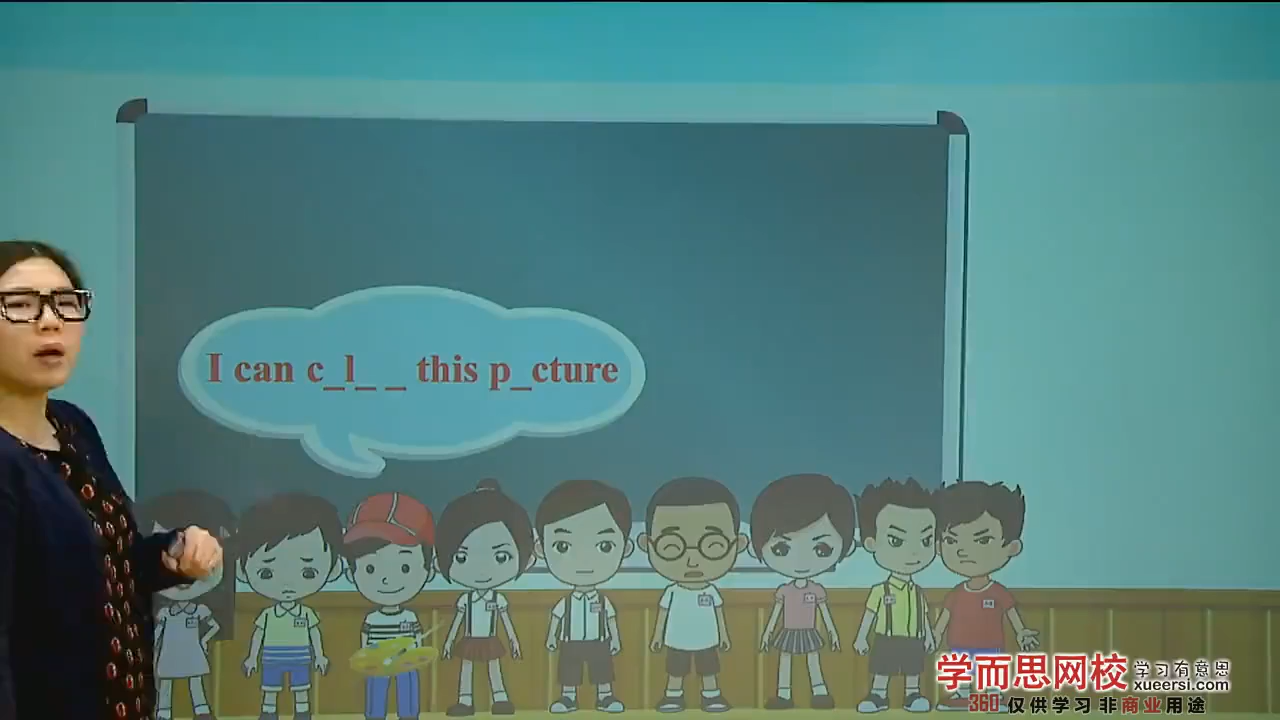 I can c_l_ _ this p_cture
学而思网校 学习有意思
xueersi.com
360 仅供学习 非商业用途